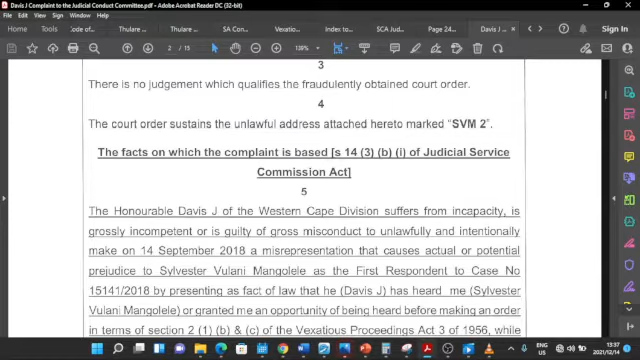 Davis J Complaint to the Judicial Conduct Committee.pdf - Adobe Acrobat Reader DC (32-bit)
File Edit View Sign Window Help
ode of... Thulare ... Thulare ... SA Con... Vexatio... Index to... SCA Jud... Page 24... Davis J ... Sign In
2 / 15 139%
3
There is no judgement which qualifies the fraudulently obtained court order.
4
The court order sustains the unlawful address attached hereto marked “SVM 2”.
The facts on which the complaint is based [s 14 (3) (b) (i) of Judicial Service
Commission Act]
5
The Honourable Davis J of the Western Cape Division suffers from incapacity, is
grossly incompetent or is guilty of gross misconduct to unlawfully and intentionally
make on 14 September 2018 a misrepresentation that causes actual or potential
prejudice to Sylvester Vulani Mangolele as the First Respondent to Case No
15141/2018 by presenting as fact of law that he (Davis J) has heard me (Sylvester
Vulani Mangolele) or granted me an opportunity of being heard before making an order
in terms of section 2 (1) (b) & (c) of the Vexatious Proceedings Act 3 of 1956, while
ENG
US
13:37
2021/12/14